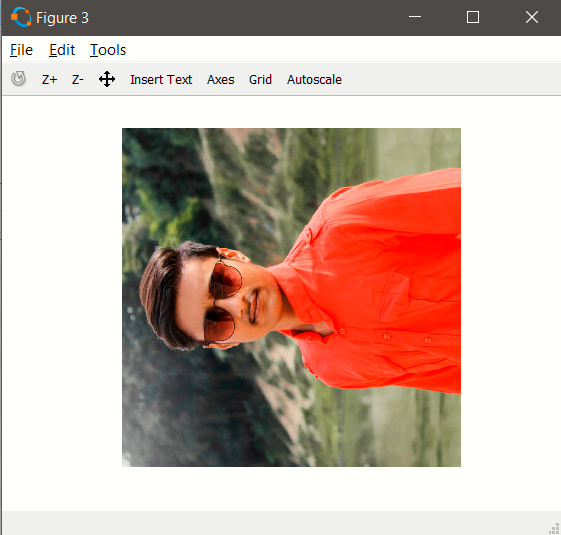 Figure 3
File Edit Tools
Z+ Z- Insert Text Axes Grid Autoscale